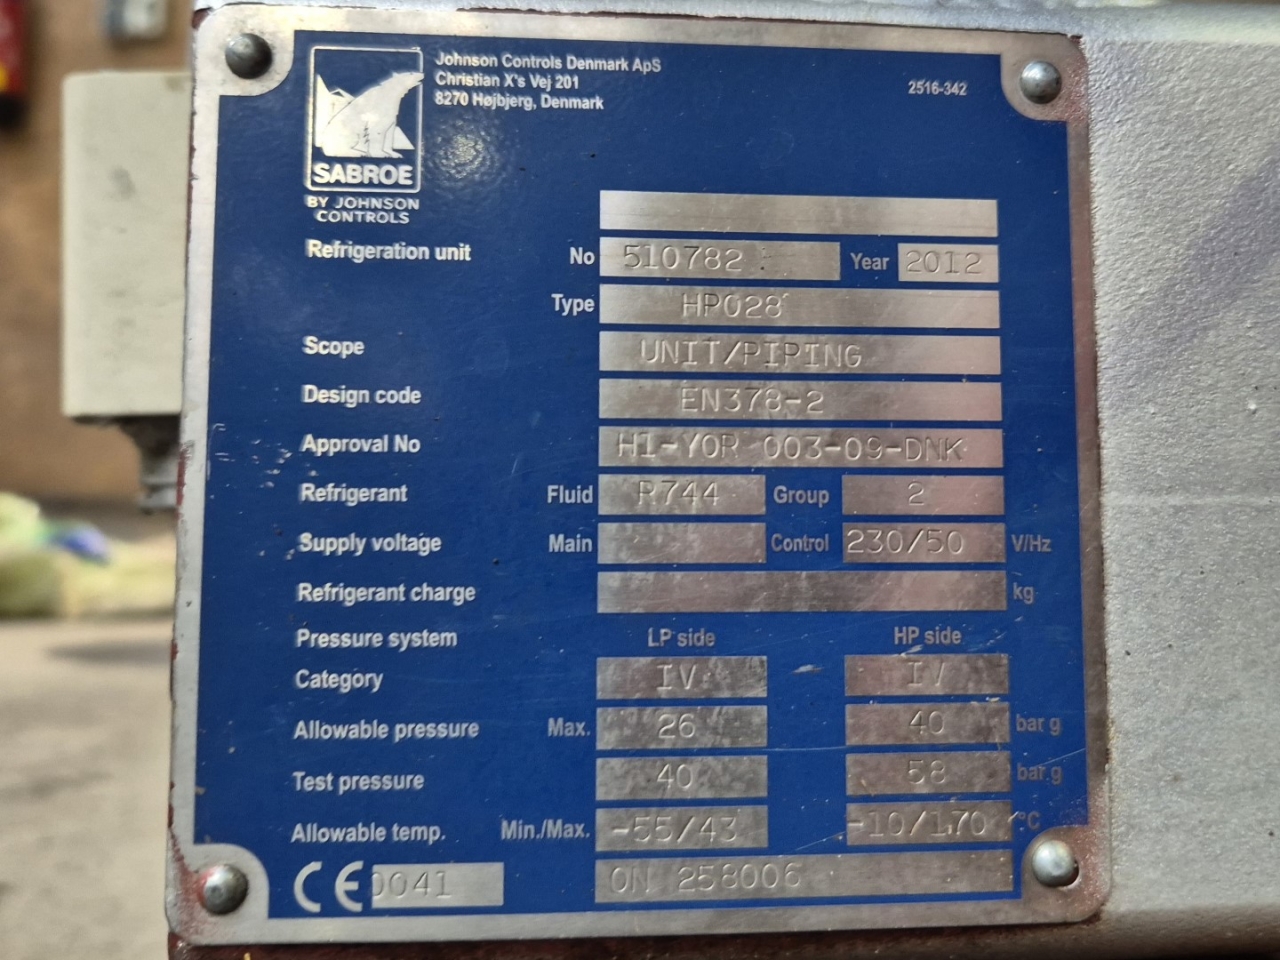 Johnson Controls Denmark ApS
Christian X's Vej 201
8270 Højbjerg, Denmark
2516-342
SABROE
BY JOHNSON
CONTROLS
Refrigeration unit No 510782 Year 2012
Type HP028
Scope UNIT/PIPING
Design code EN378-2
Approval No H1-YOR 003-09-DNK
Refrigerant Fluid R744 Group 2
Supply voltage Main Control 230/50 V/Hz
Refrigerant charge kg
Pressure system LP side HP side
Category IV IV
Allowable pressure Max. 26 40 bar g
Test pressure 40 58 bar g
Allowable temp. Min./Max. -55/43 -10/170 °C
CE 0041 ON 258006